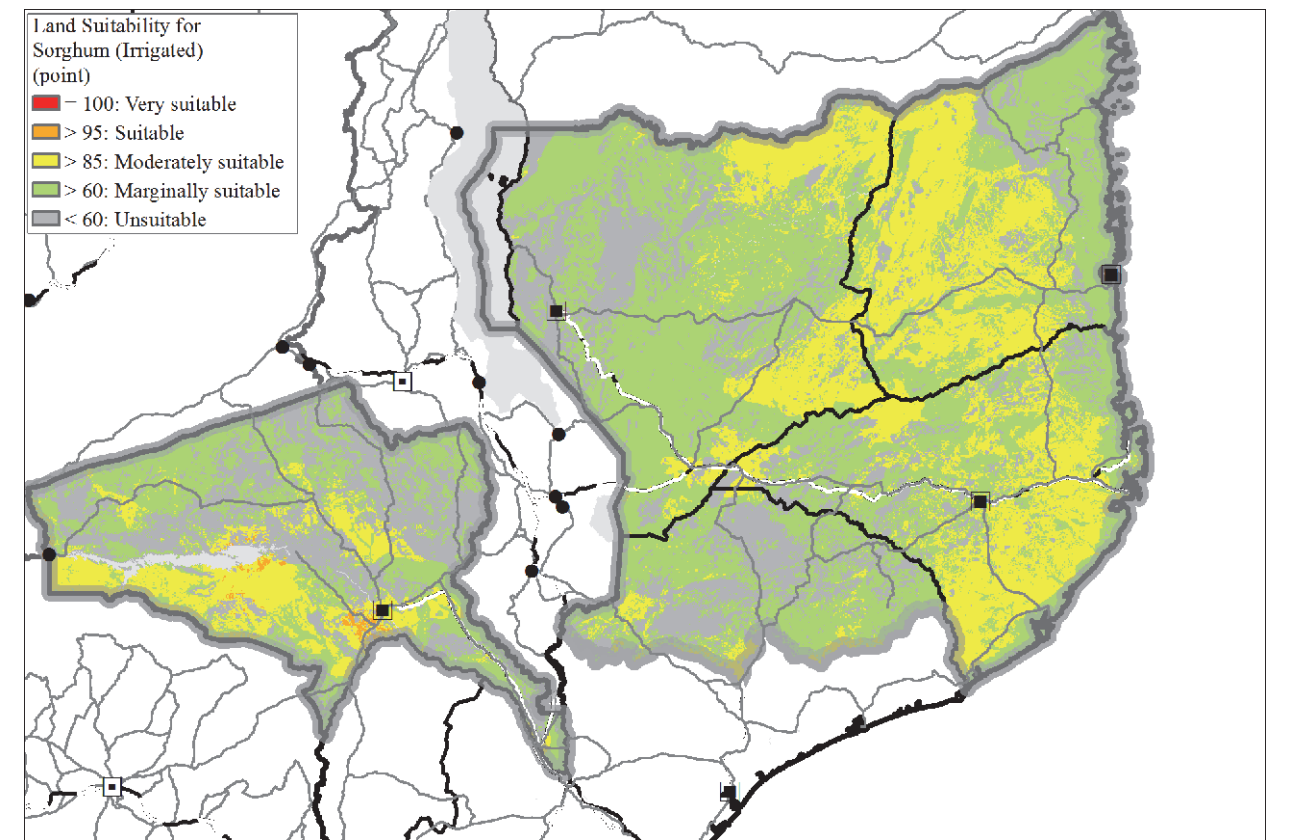 Land Suitability for
Sorghum (Irrigated)
(point)
= 100: Very suitable
> 95: Suitable
> 85: Moderately suitable
> 60: Marginally suitable
< 60: Unsuitable